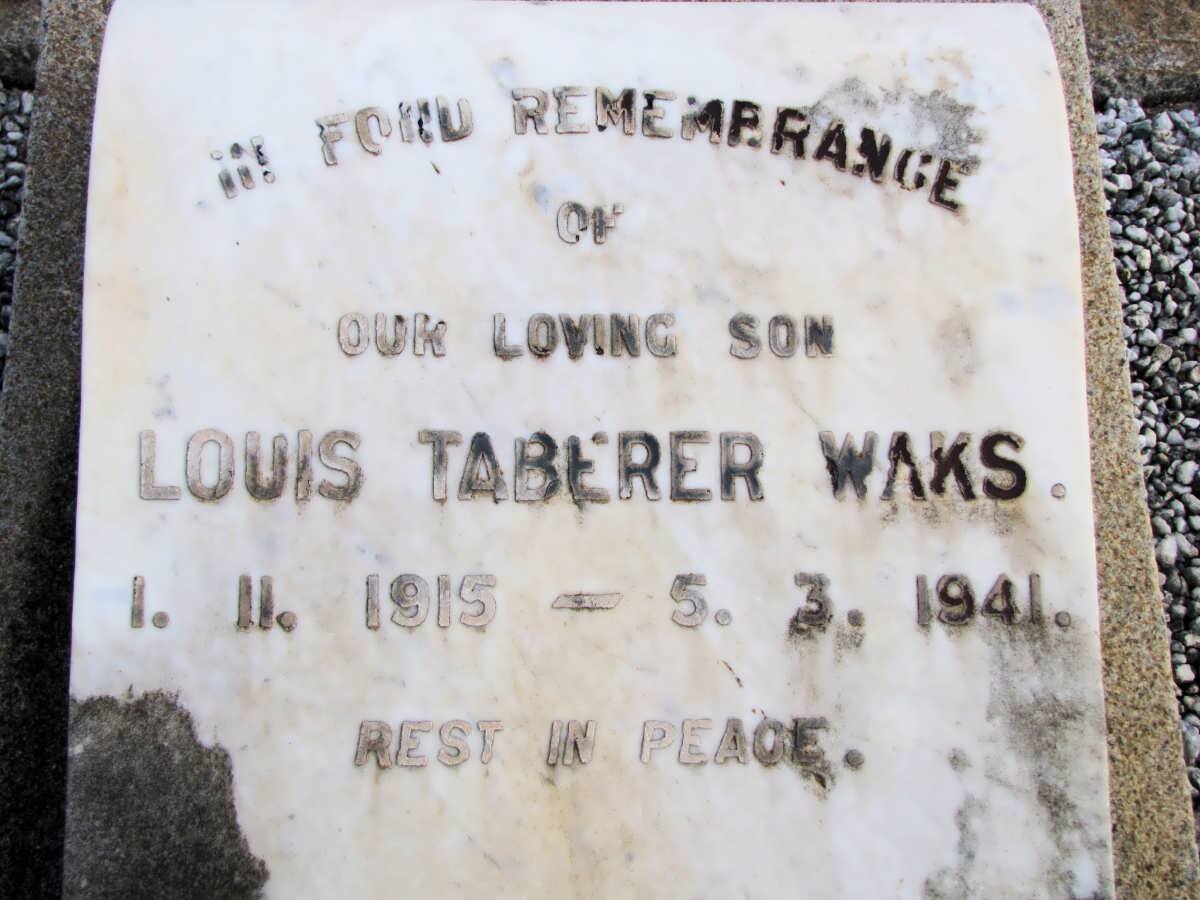 IN FOND REMEMBRANCE
OF
OUR LOVING SON
LOUIS TABERER WAKS.
1. 11. 1915 — 5. 3. 1941.
REST IN PEACE.